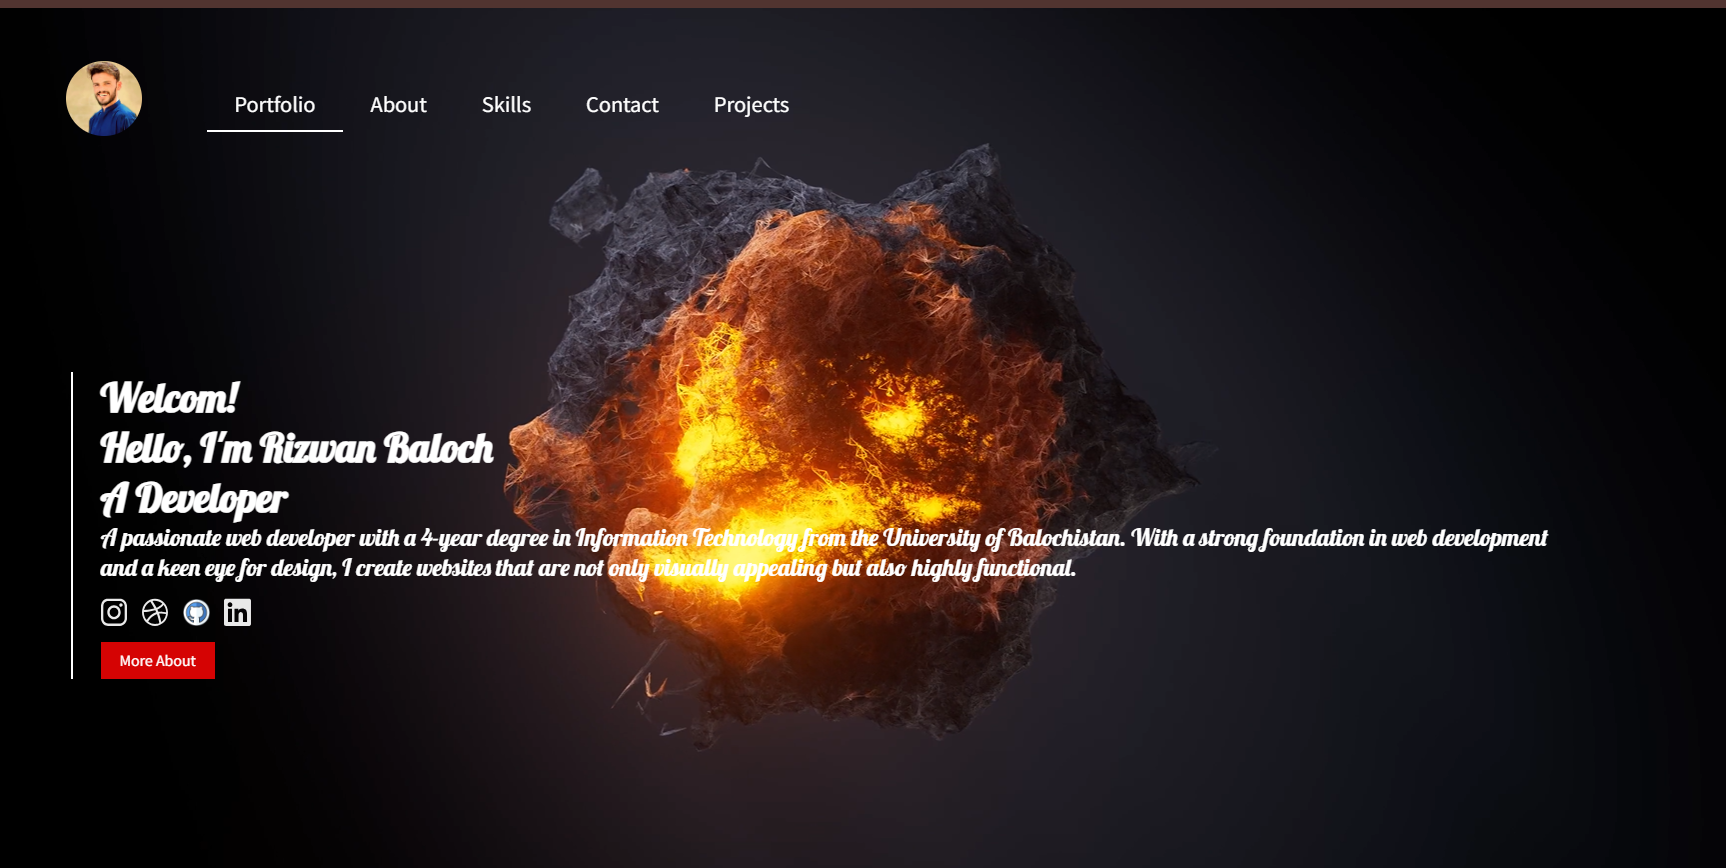 Portfolio About Skills Contact Projects
Welcom!
Hello, I'm Rizwan Baloch
A Developer
A passionate web developer with a 4-year degree in Information Technology from the University of Balochistan. With a strong foundation in web development
and a keen eye for design, I create websites that are not only visually appealing but also highly functional.
More About